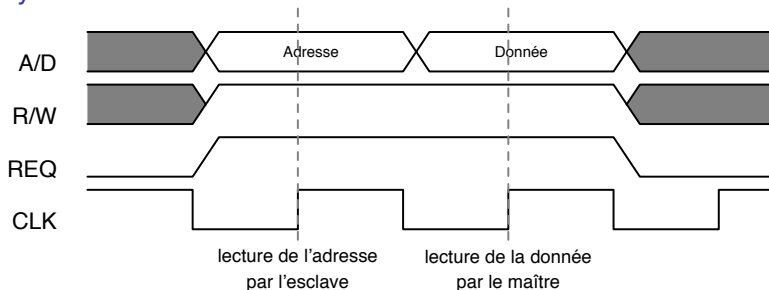 A/D
Adresse
Donnée
R/W
REQ
CLK
lecture de l'adresse
par l'esclave
lecture de la donnée
par le maître